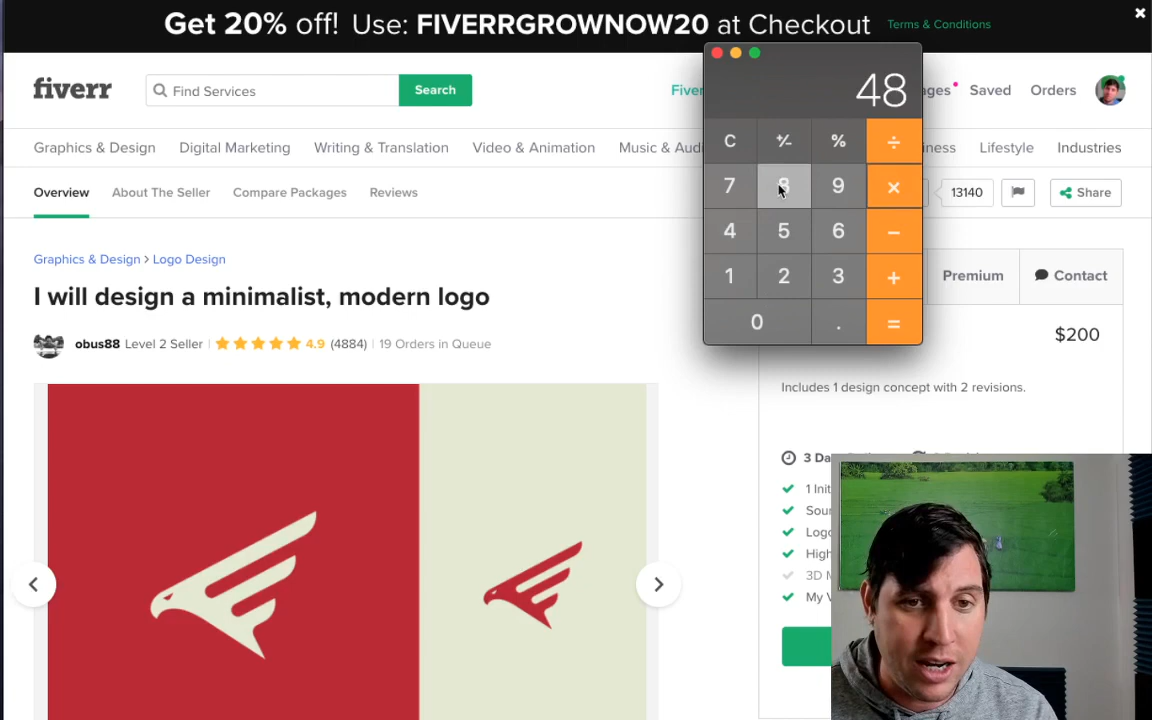 Get 20% off! Use: FIVERRGROWNOW20 at Checkout Terms & Conditions
fiverr Find Services Search Saved Orders
Graphics & Design Digital Marketing Writing & Translation Video & Animation Lifestyle Industries
Overview About The Seller Compare Packages Reviews 13140 Share
48
C +/- % ÷
7 8 9 ×
4 5 6 −
1 2 3 +
0 . =
Graphics & Design > Logo Design
I will design a minimalist, modern logo
obus88 Level 2 Seller 4.9 (4884) 19 Orders in Queue
Premium Contact
$200
Includes 1 design concept with 2 revisions.